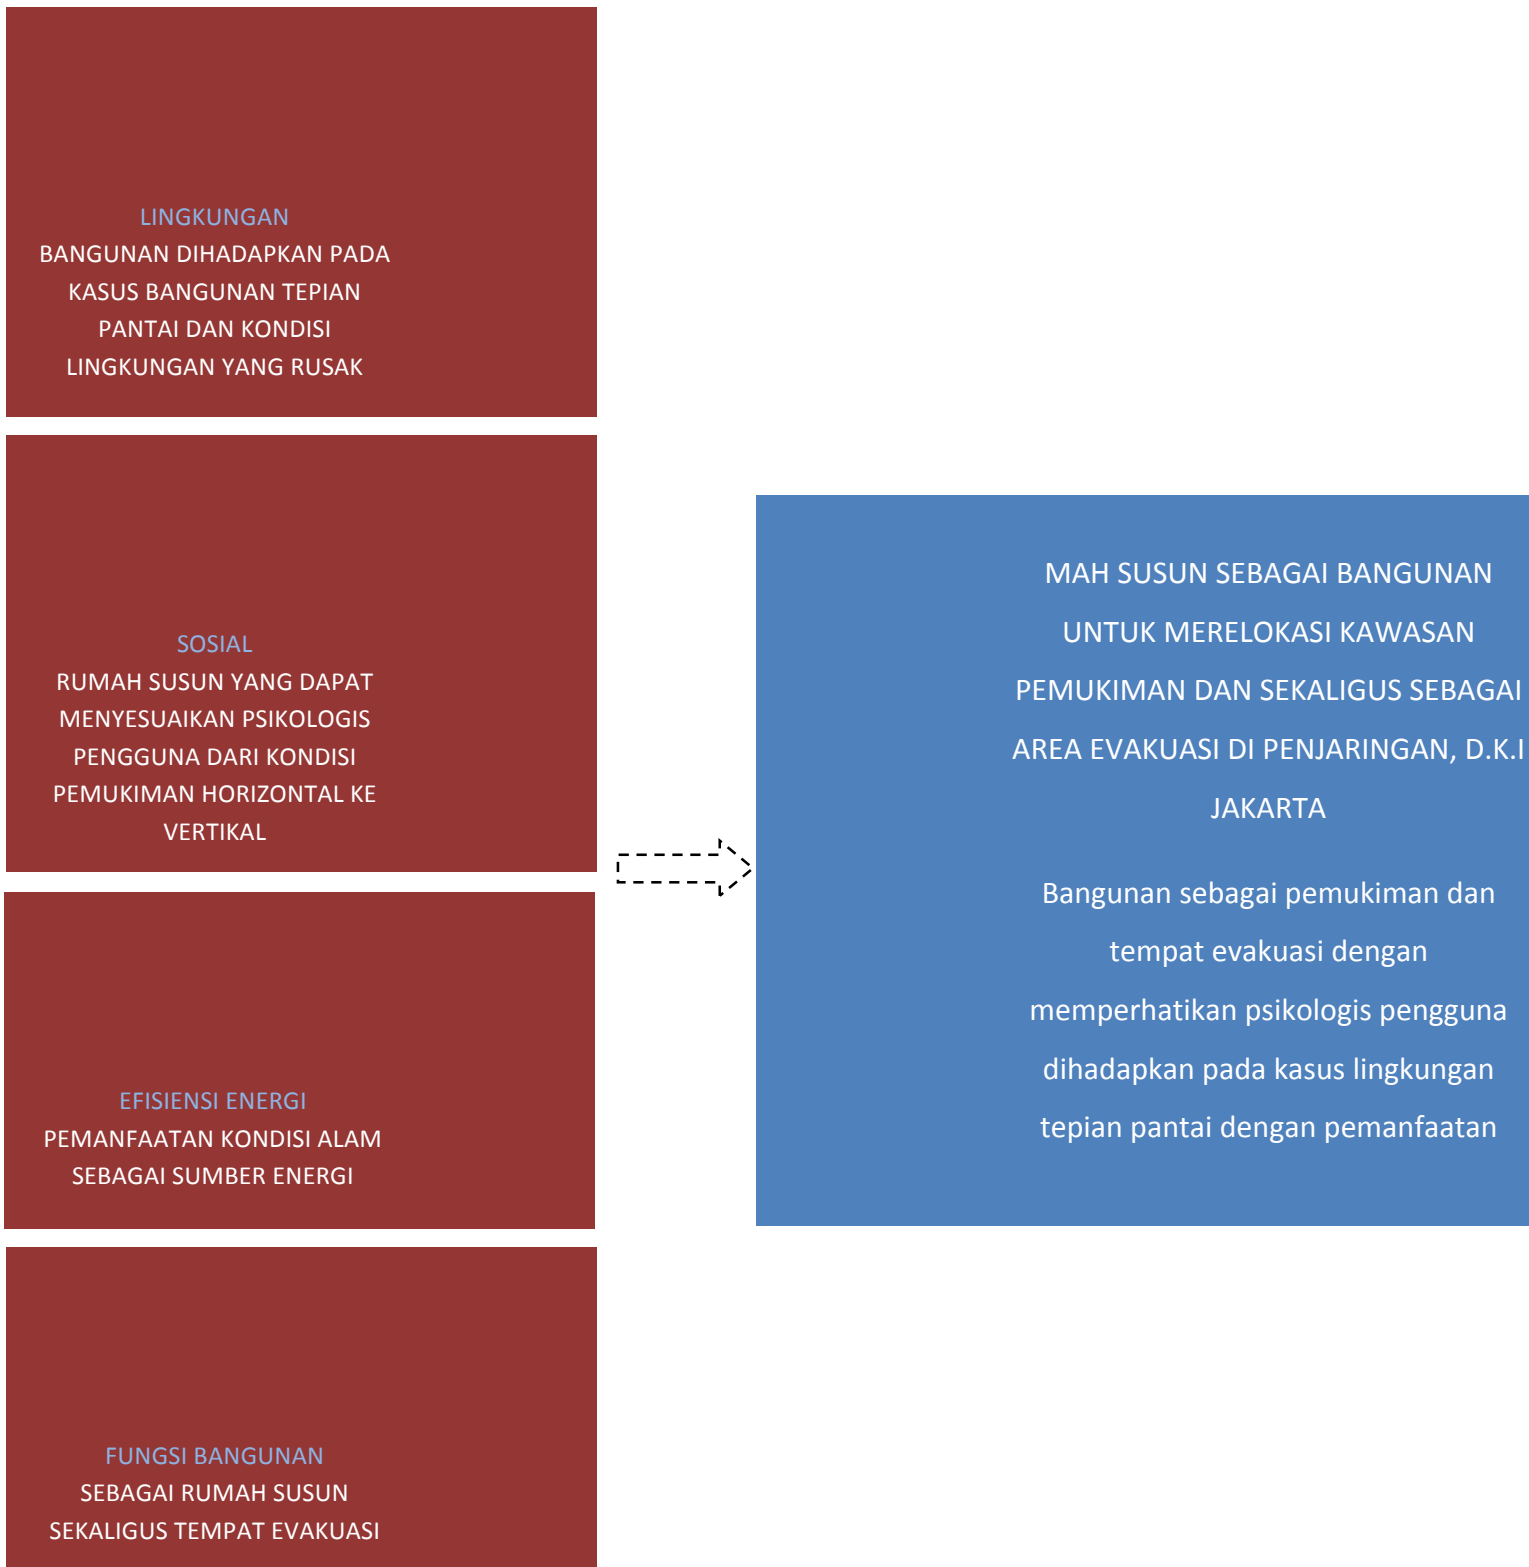 LINGKUNGAN
BANGUNAN DIHADAPKAN PADA
KASUS BANGUNAN TEPIAN
PANTAI DAN KONDISI
LINGKUNGAN YANG RUSAK
SOSIAL
RUMAH SUSUN YANG DAPAT
MENYESUAIKAN PSIKOLOGIS
PENGGUNA DARI KONDISI
PEMUKIMAN HORIZONTAL KE
VERTIKAL
EFISIENSI ENERGI
PEMANFAATAN KONDISI ALAM
SEBAGAI SUMBER ENERGI
FUNGSI BANGUNAN
SEBAGAI RUMAH SUSUN
SEKALIGUS TEMPAT EVAKUASI
MAH SUSUN SEBAGAI BANGUNAN
UNTUK MERELOKASI KAWASAN
PEMUKIMAN DAN SEKALIGUS SEBAGAI
AREA EVAKUASI DI PENJARINGAN, D.K.I
JAKARTA
Bangunan sebagai pemukiman dan
tempat evakuasi dengan
memperhatikan psikologis pengguna
dihadapkan pada kasus lingkungan
tepian pantai dengan pemanfaatan